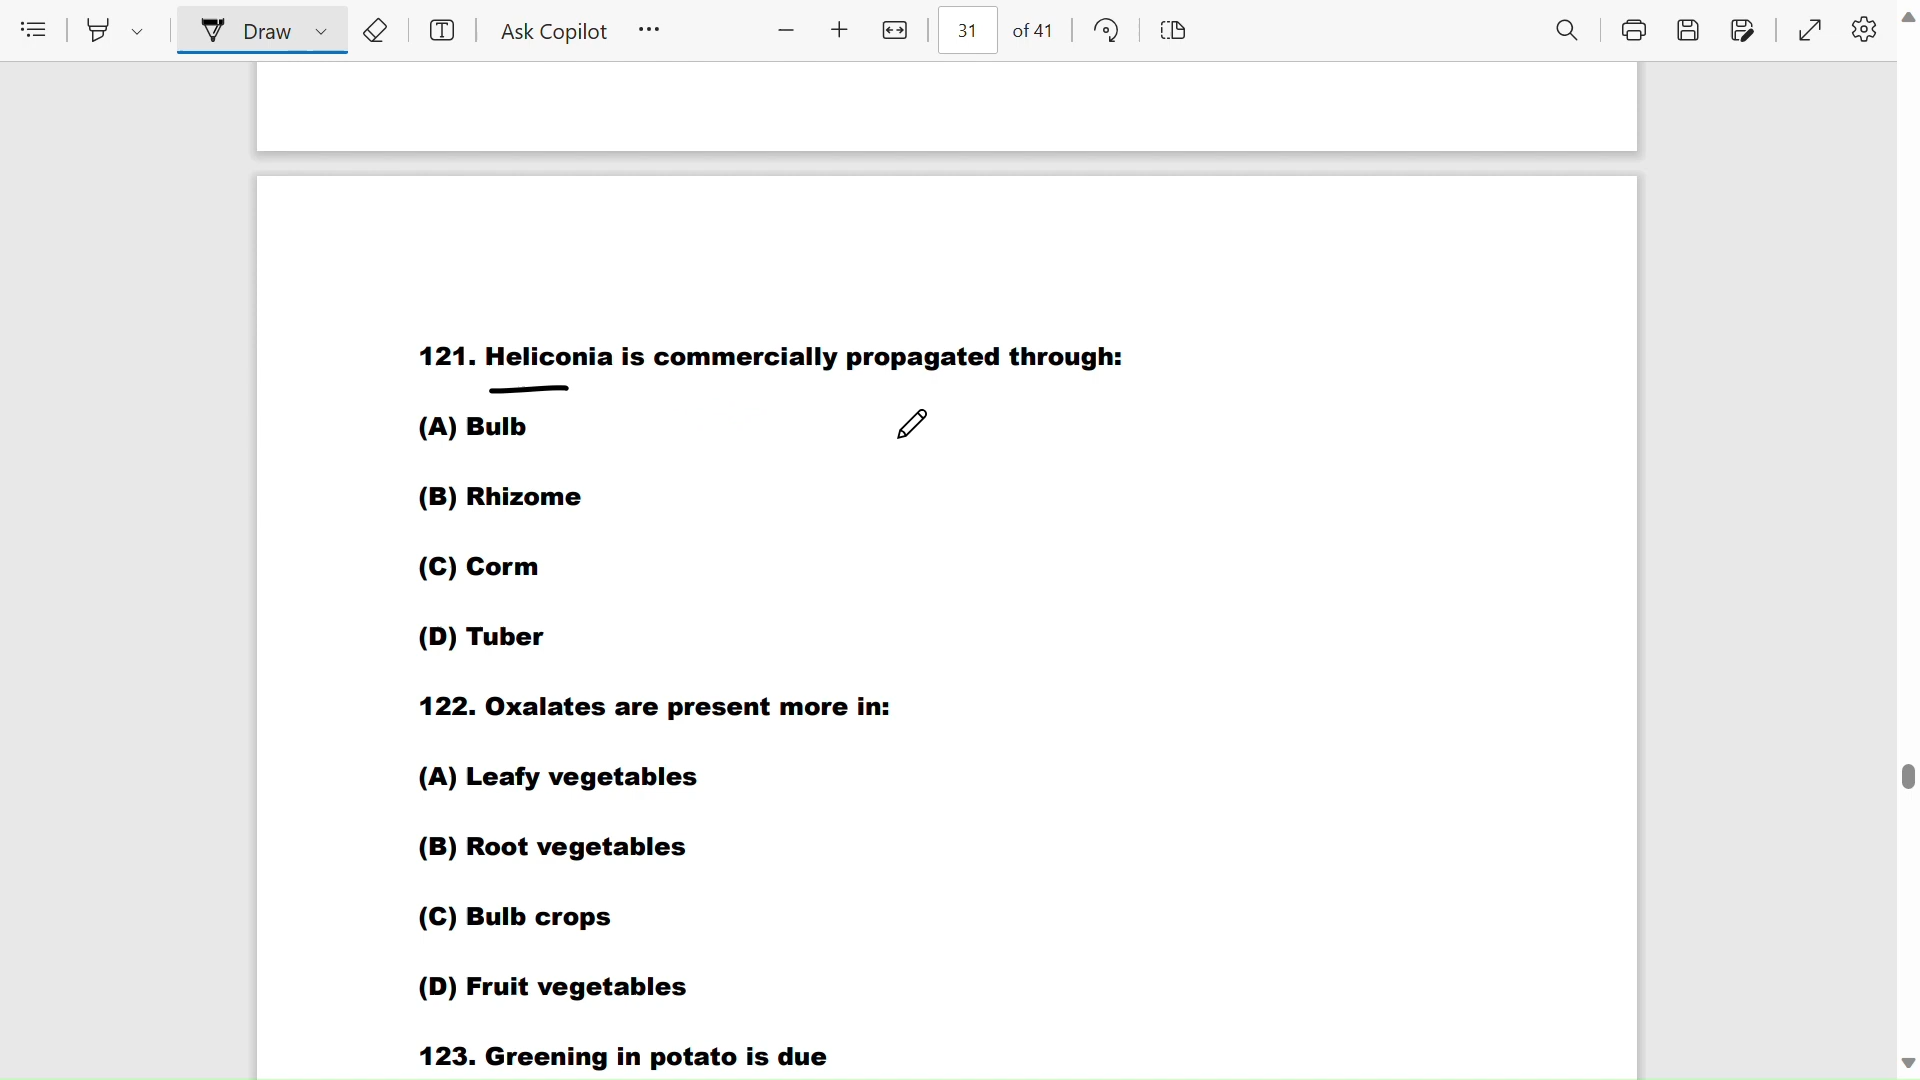 Draw
Ask Copilot
31 of 41
121. Heliconia is commercially propagated through:
(A) Bulb
(B) Rhizome
(C) Corm
(D) Tuber
122. Oxalates are present more in:
(A) Leafy vegetables
(B) Root vegetables
(C) Bulb crops
(D) Fruit vegetables
123. Greening in potato is due